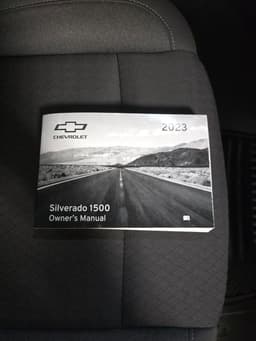 CHEVROLET
2023
Silverado 1500
Owner's Manual